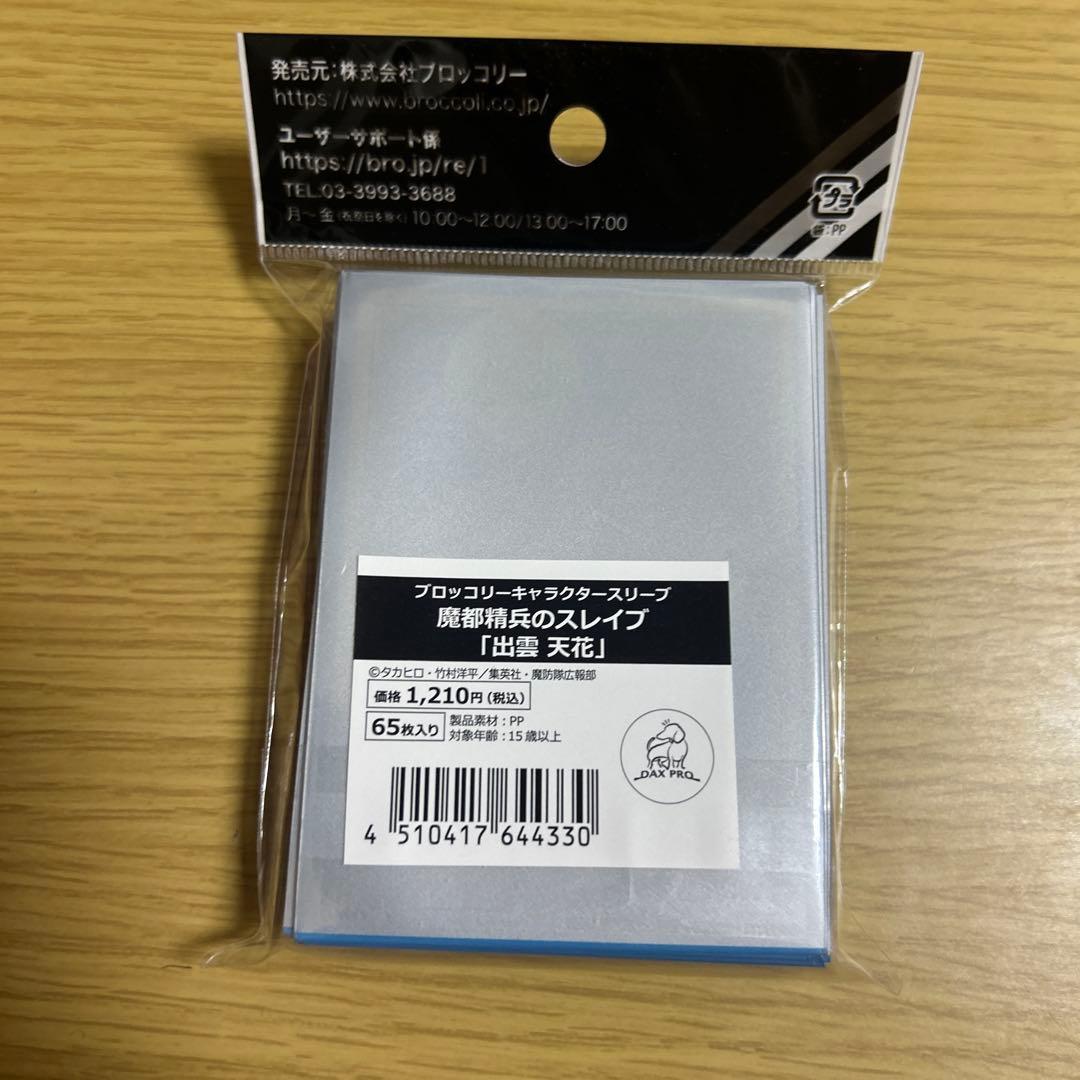 発売元:株式会社ブロッコリー
https://www.broccoli.co.jp/
ユーザーサポート係
https://bro.jp/re/1
TEL:03-3993-3688
月~金(祝祭日を除く)10:00~12:00/13:00~17:00
プラ
袋:PP
ブロッコリーキャラクタースリーブ
魔都精兵のスレイブ
「出雲 天花」
©タカヒロ・竹村洋平/集英社・魔防隊広報部
価格 1,210円(税込)
65枚入り 製品素材:PP
対象年齢:15歳以上
DAX PRO
4 510417 644330